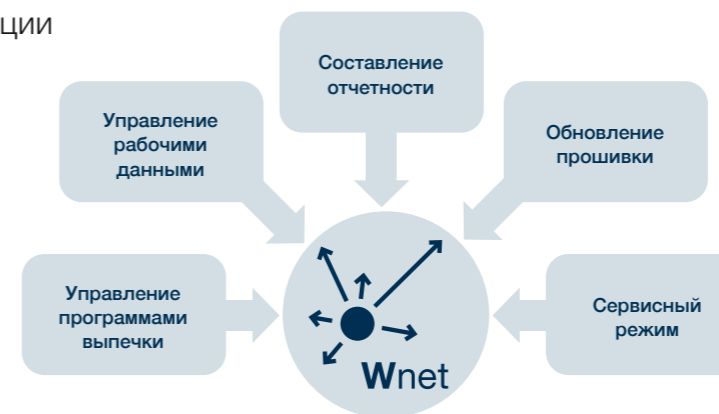 ции
Составление
отчетности
Управление
рабочими
данными
Обновление
прошивки
Управление
программами
выпечки
Сервисный
режим
Wnet